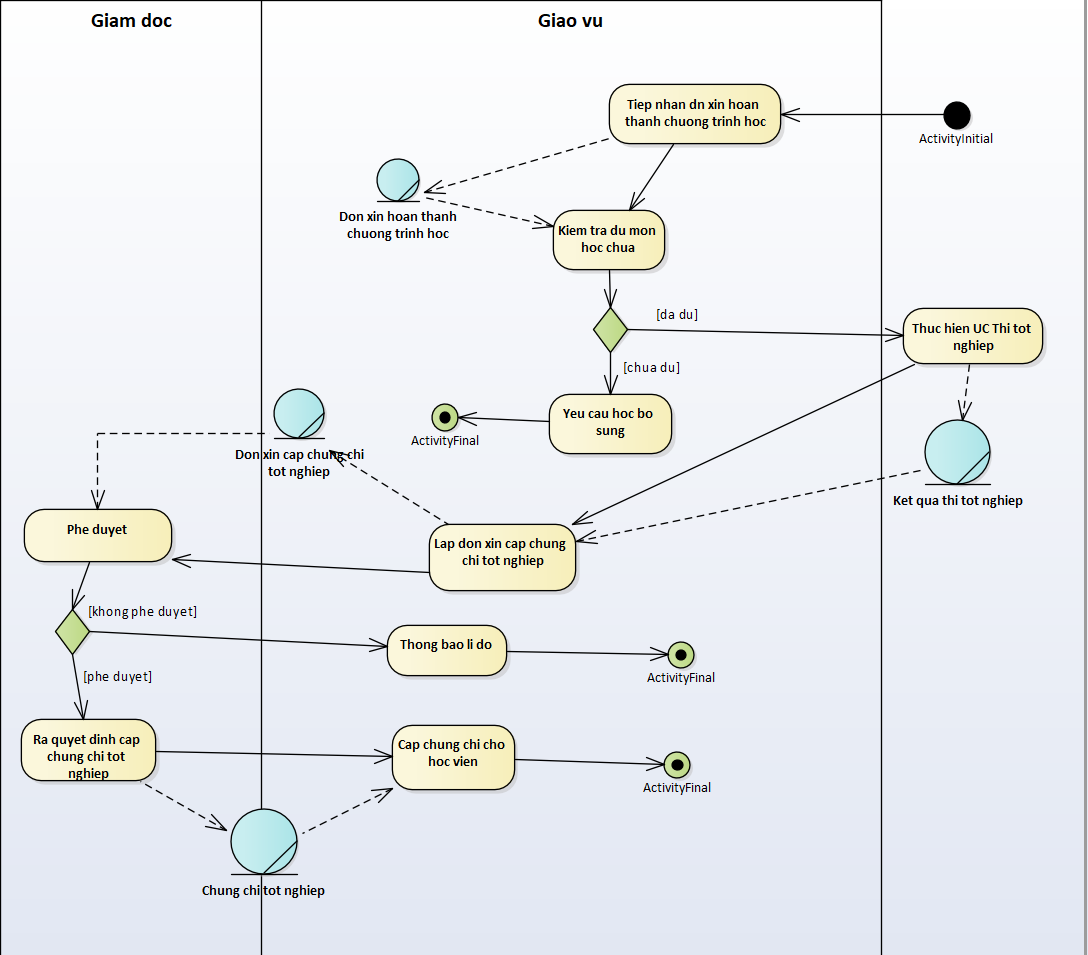 Giam doc
Giao vu
Tiep nhan dn xin hoan
thanh chuong trinh hoc
ActivityInitial
Don xin hoan thanh
chuong trinh hoc
Kiem tra du mon
hoc chua
[da du]
Thuc hien UC Thi tot
nghiep
[chua du]
Yeu cau hoc bo
sung
ActivityFinal
Don xin cap chung chi
tot nghiep
Ket qua thi tot nghiep
Phe duyet
Lap don xin cap chung
chi tot nghiep
[khong phe duyet]
Thong bao li do
ActivityFinal
[phe duyet]
Ra quyet dinh cap
chung chi tot
nghiep
Cap chung chi cho
hoc vien
ActivityFinal
Chung chi tot nghiep